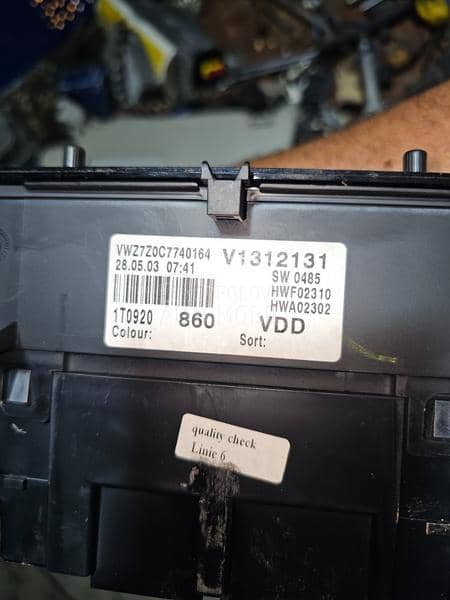 VWZ7Z0C7740164 V1312131
28.05.03 07:41 SW 0485
HWF02310
HWA02302
1T0920 860 VDD
Colour: Sort:
quality check
Linie 6